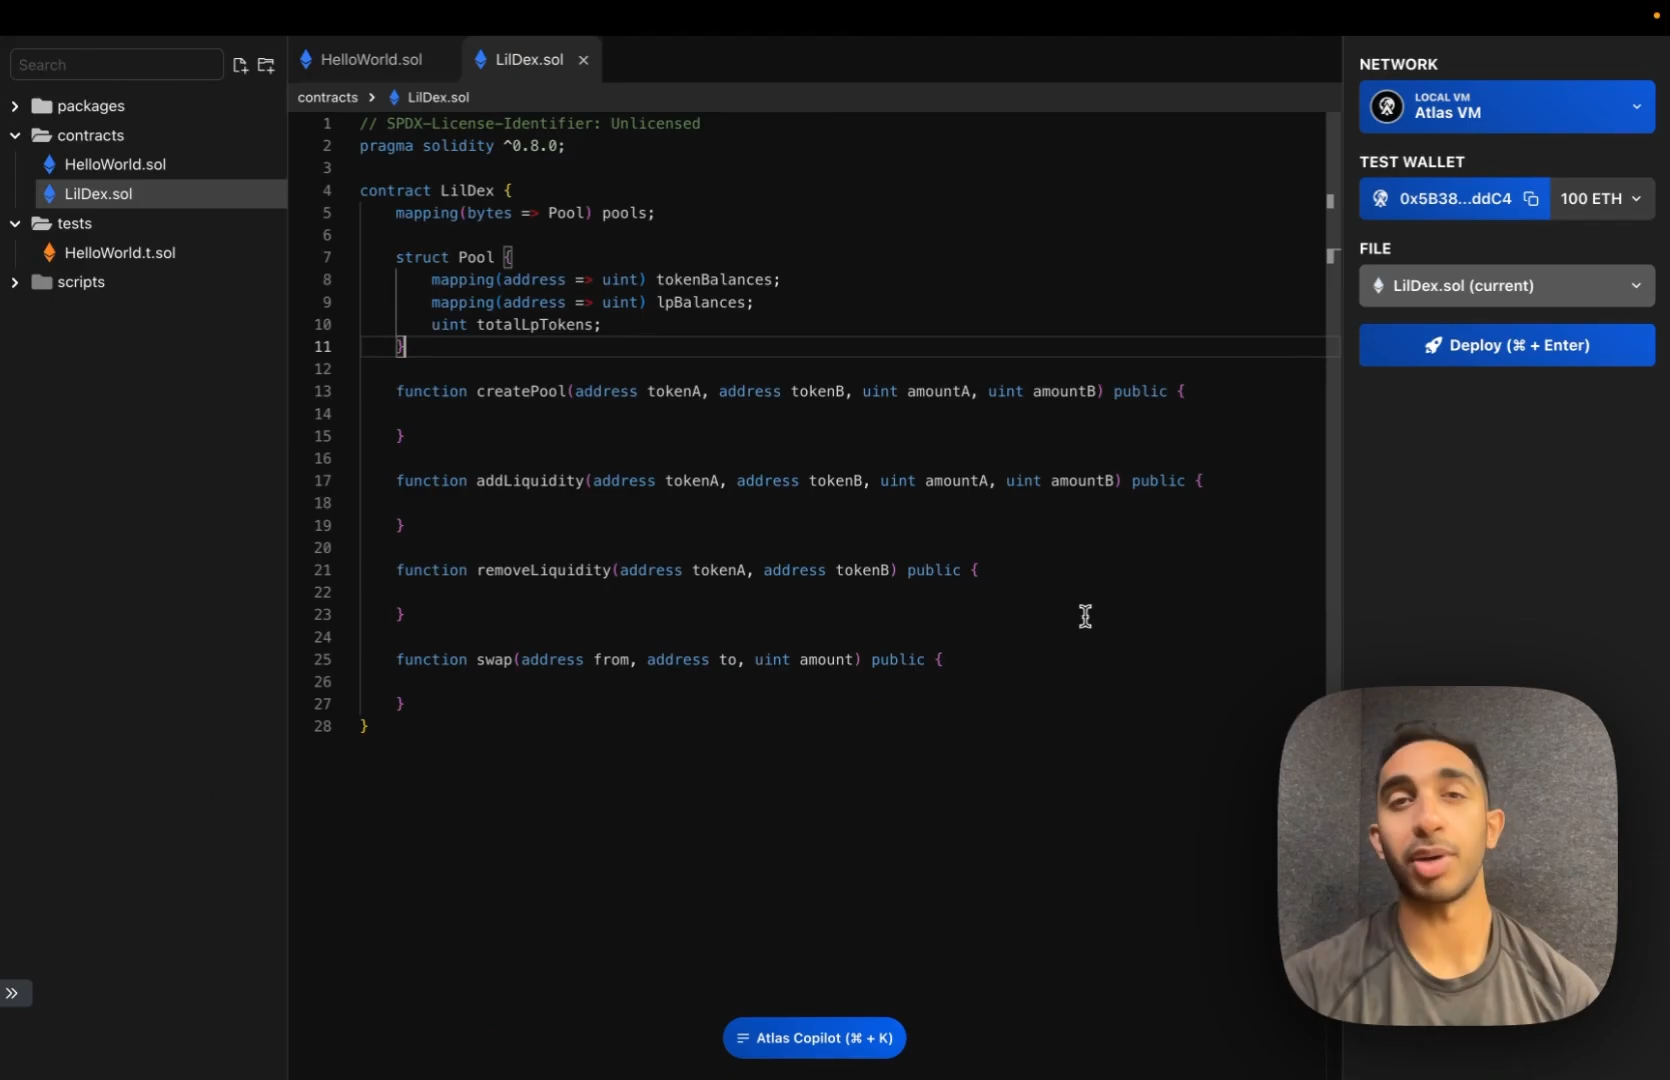 Search
packages
contracts
HelloWorld.sol
LilDex.sol
tests
HelloWorld.t.sol
scripts
HelloWorld.sol
LilDex.sol
contracts
LilDex.sol
1 // SPDX-License-Identifier: Unlicensed
2 pragma solidity ^0.8.0;
3
4 contract LilDex {
5 mapping(bytes => Pool) pools;
6
7 struct Pool {
8 mapping(address => uint) tokenBalances;
9 mapping(address => uint) lpBalances;
10 uint totalLpTokens;
11 }
12
13 function createPool(address tokenA, address tokenB, uint amountA, uint amountB) public {
14
15 }
16
17 function addLiquidity(address tokenA, address tokenB, uint amountA, uint amountB) public {
18
19 }
20
21 function removeLiquidity(address tokenA, address tokenB) public {
22
23 }
24
25 function swap(address from, address to, uint amount) public {
26
27 }
28 }
Atlas Copilot (⌘ + K)
NETWORK
LOCAL VM
Atlas VM
TEST WALLET
0x5B38...ddC4 100 ETH
FILE
LilDex.sol (current)
Deploy (⌘ + Enter)